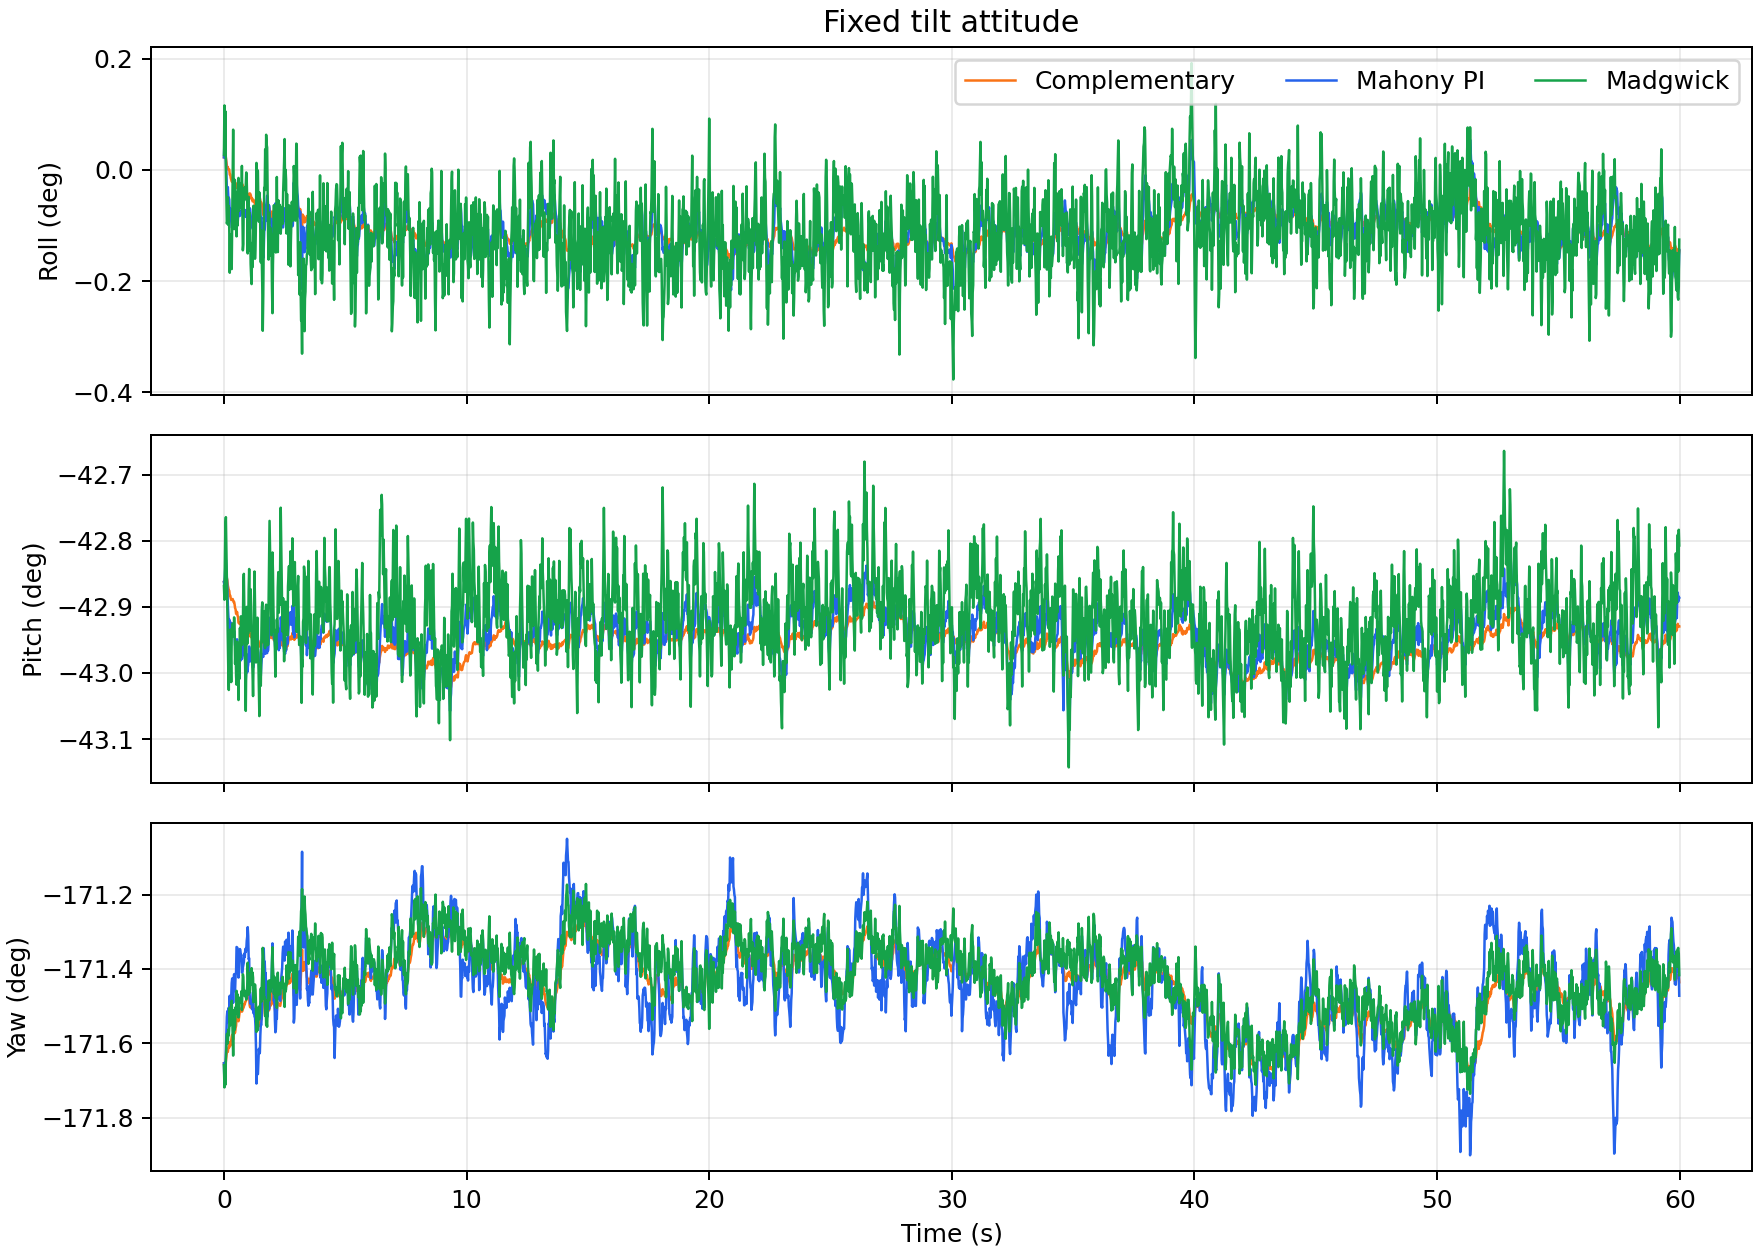 Fixed tilt attitude
Complementary Mahony PI Madgwick
Roll (deg)
0.2
0.0
−0.2
−0.4
Pitch (deg)
−42.7
−42.8
−42.9
−43.0
−43.1
Yaw (deg)
−171.2
−171.4
−171.6
−171.8
0 10 20 30 40 50 60
Time (s)